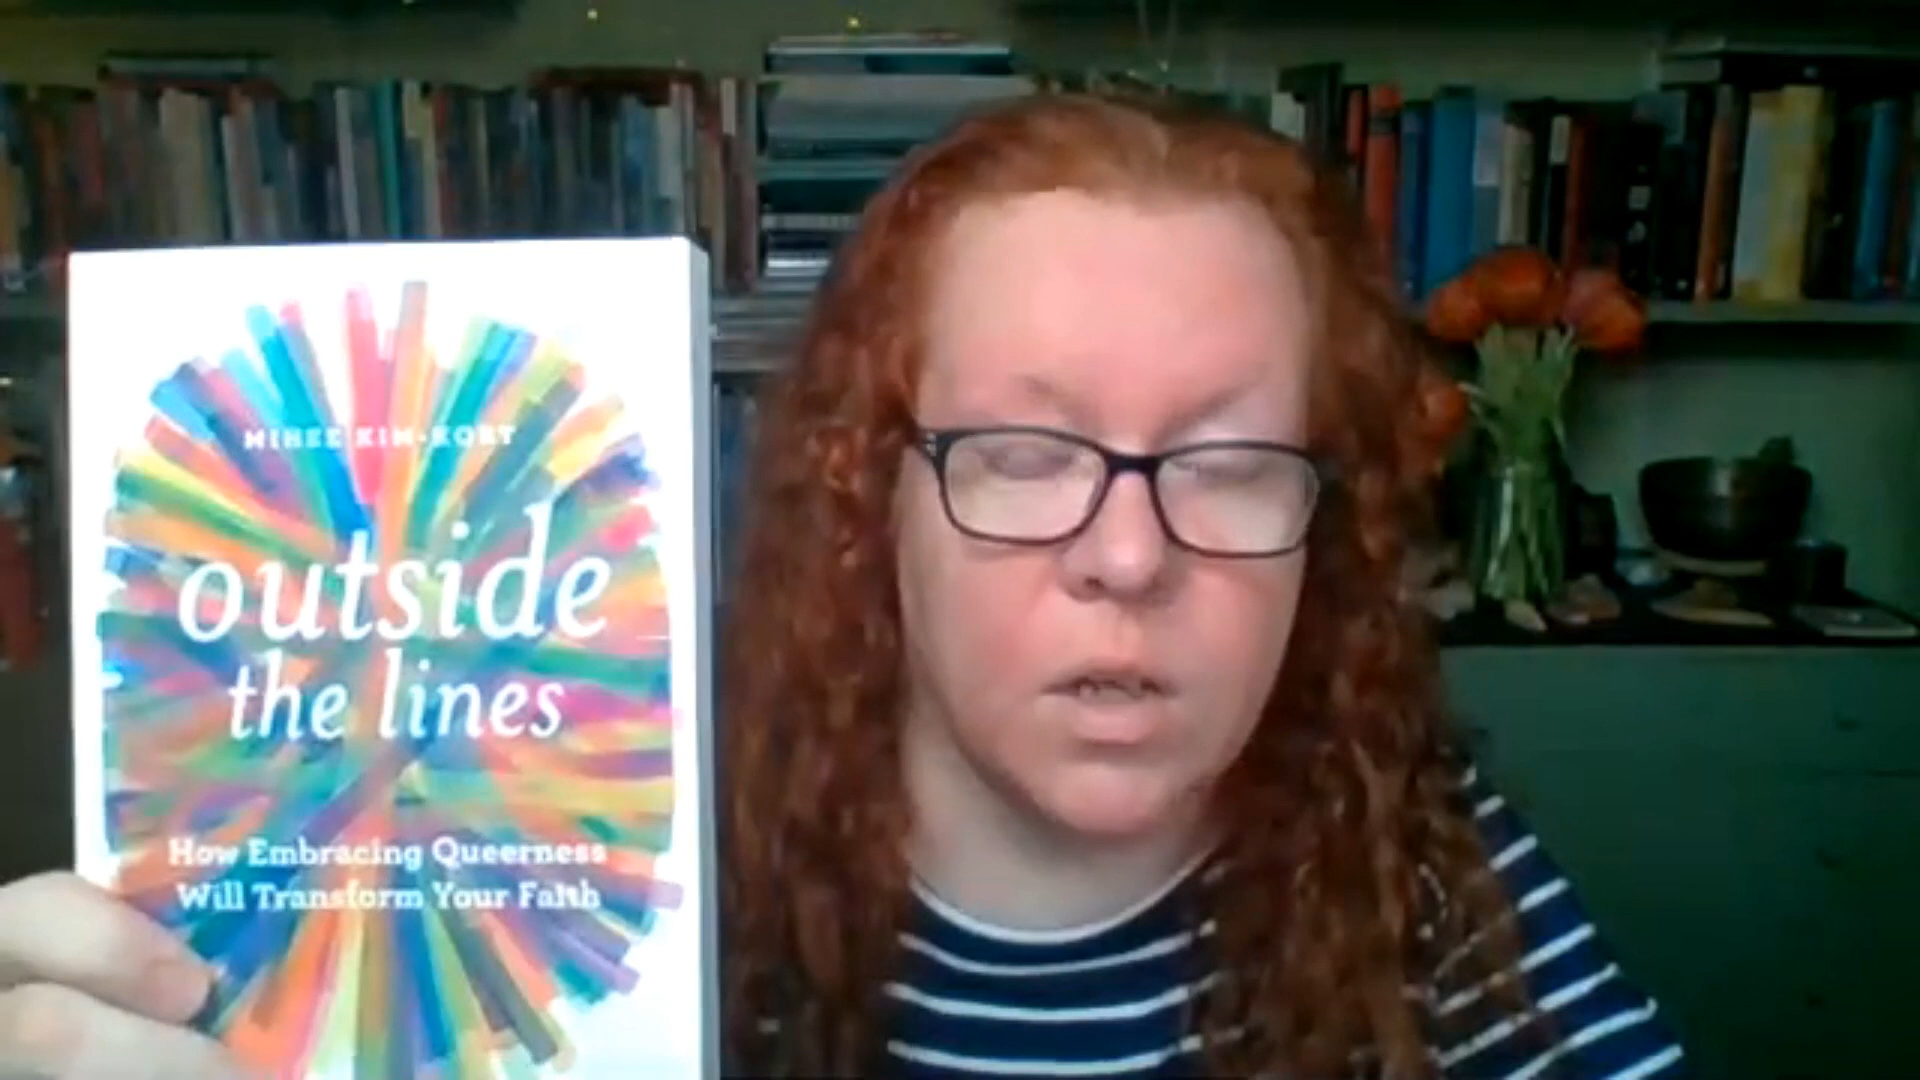 MIHEE KIM-KORT
outside
the lines
How Embracing Queerness
Will Transform Your Faith